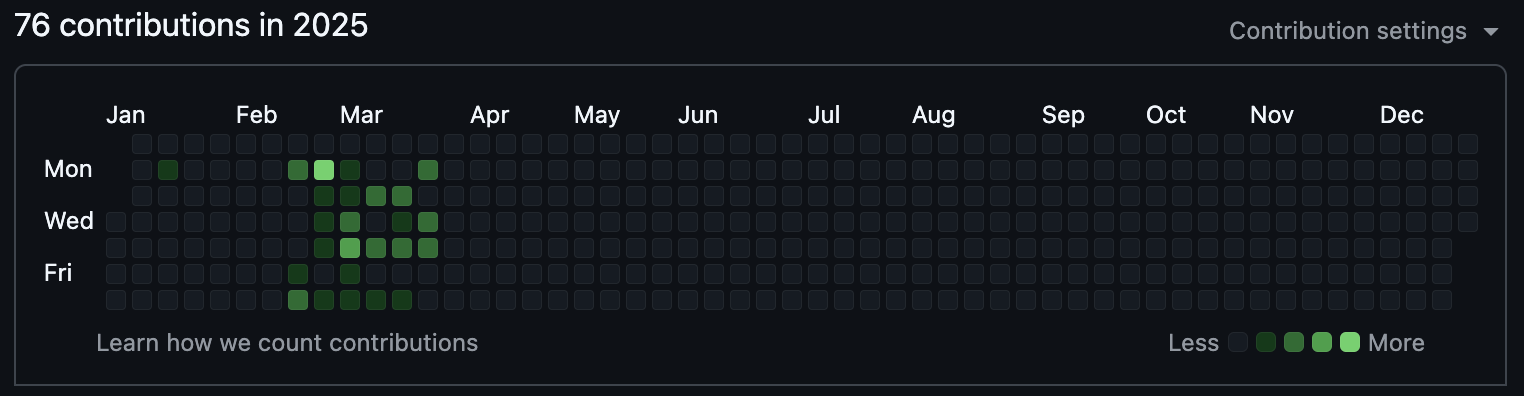 76 contributions in 2025
Contribution settings
Jan Feb Mar Apr May Jun Jul Aug Sep Oct Nov Dec
Mon
Wed
Fri
Learn how we count contributions
Less More